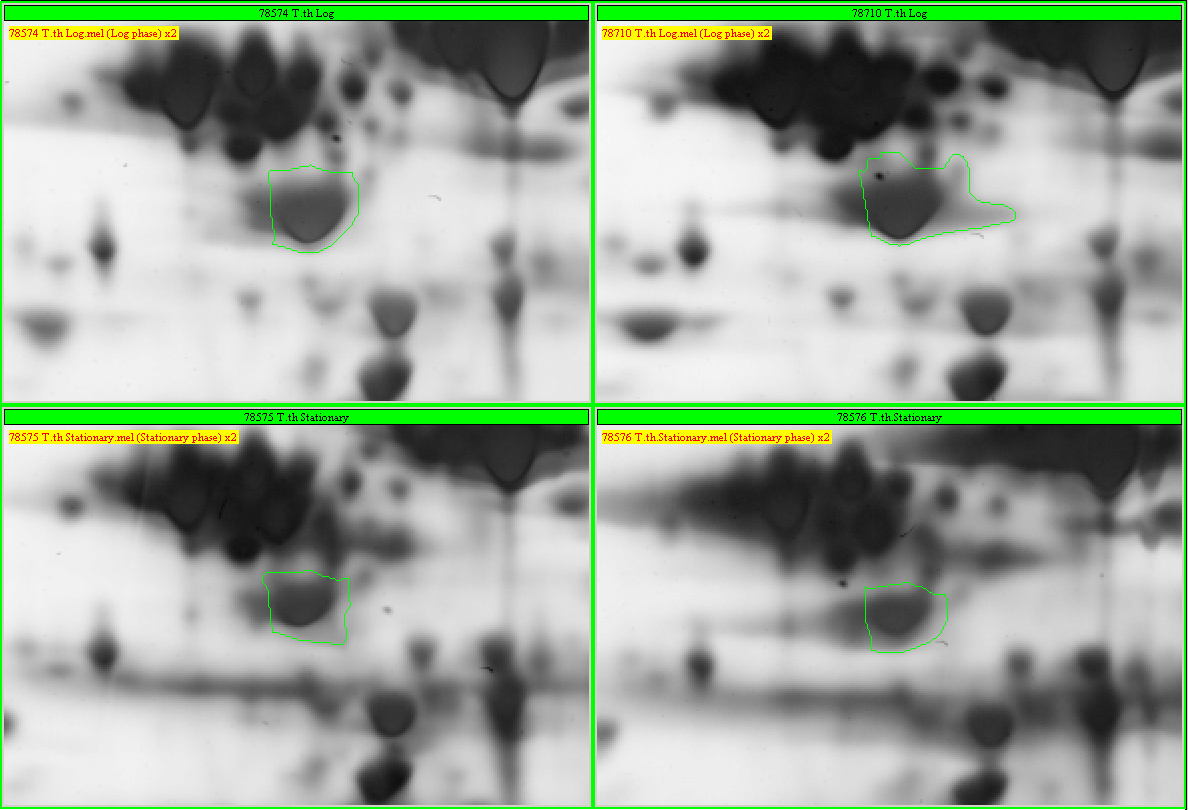 78574 T.th Log
78574 T.th Log.mel (Log phase) x2
78710 T.th Log
78710 T.th Log.mel (Log phase) x2
78575 T.th Stationary
78575 T.th Stationary.mel (Stationary phase) x2
78576 T.th.Stationary
78576 T.th.Stationary.mel (Stationary phase) x2